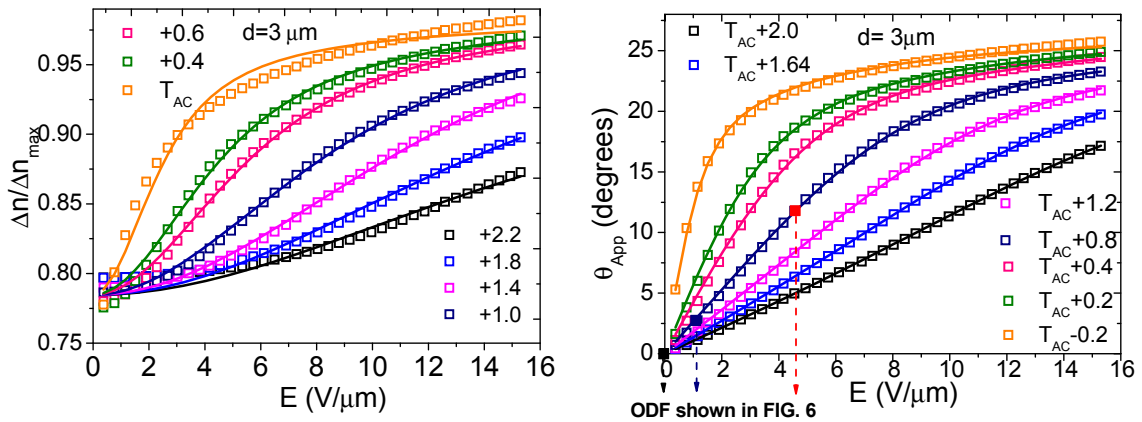 +0.6
+0.4
T_AC
d=3 μm
+2.2
+1.8
+1.4
+1.0
Δn/Δn_max
0.95
0.90
0.85
0.80
0.75
0 2 4 6 8 10 12 14 16
E (V/μm)
T_AC+2.0
T_AC+1.64
d= 3μm
T_AC+1.2
T_AC+0.8
T_AC+0.4
T_AC+0.2
T_AC-0.2
θ_App (degrees)
25
20
15
10
5
0
0 2 4 6 8 10 12 14 16
E (V/μm)
ODF shown in FIG. 6